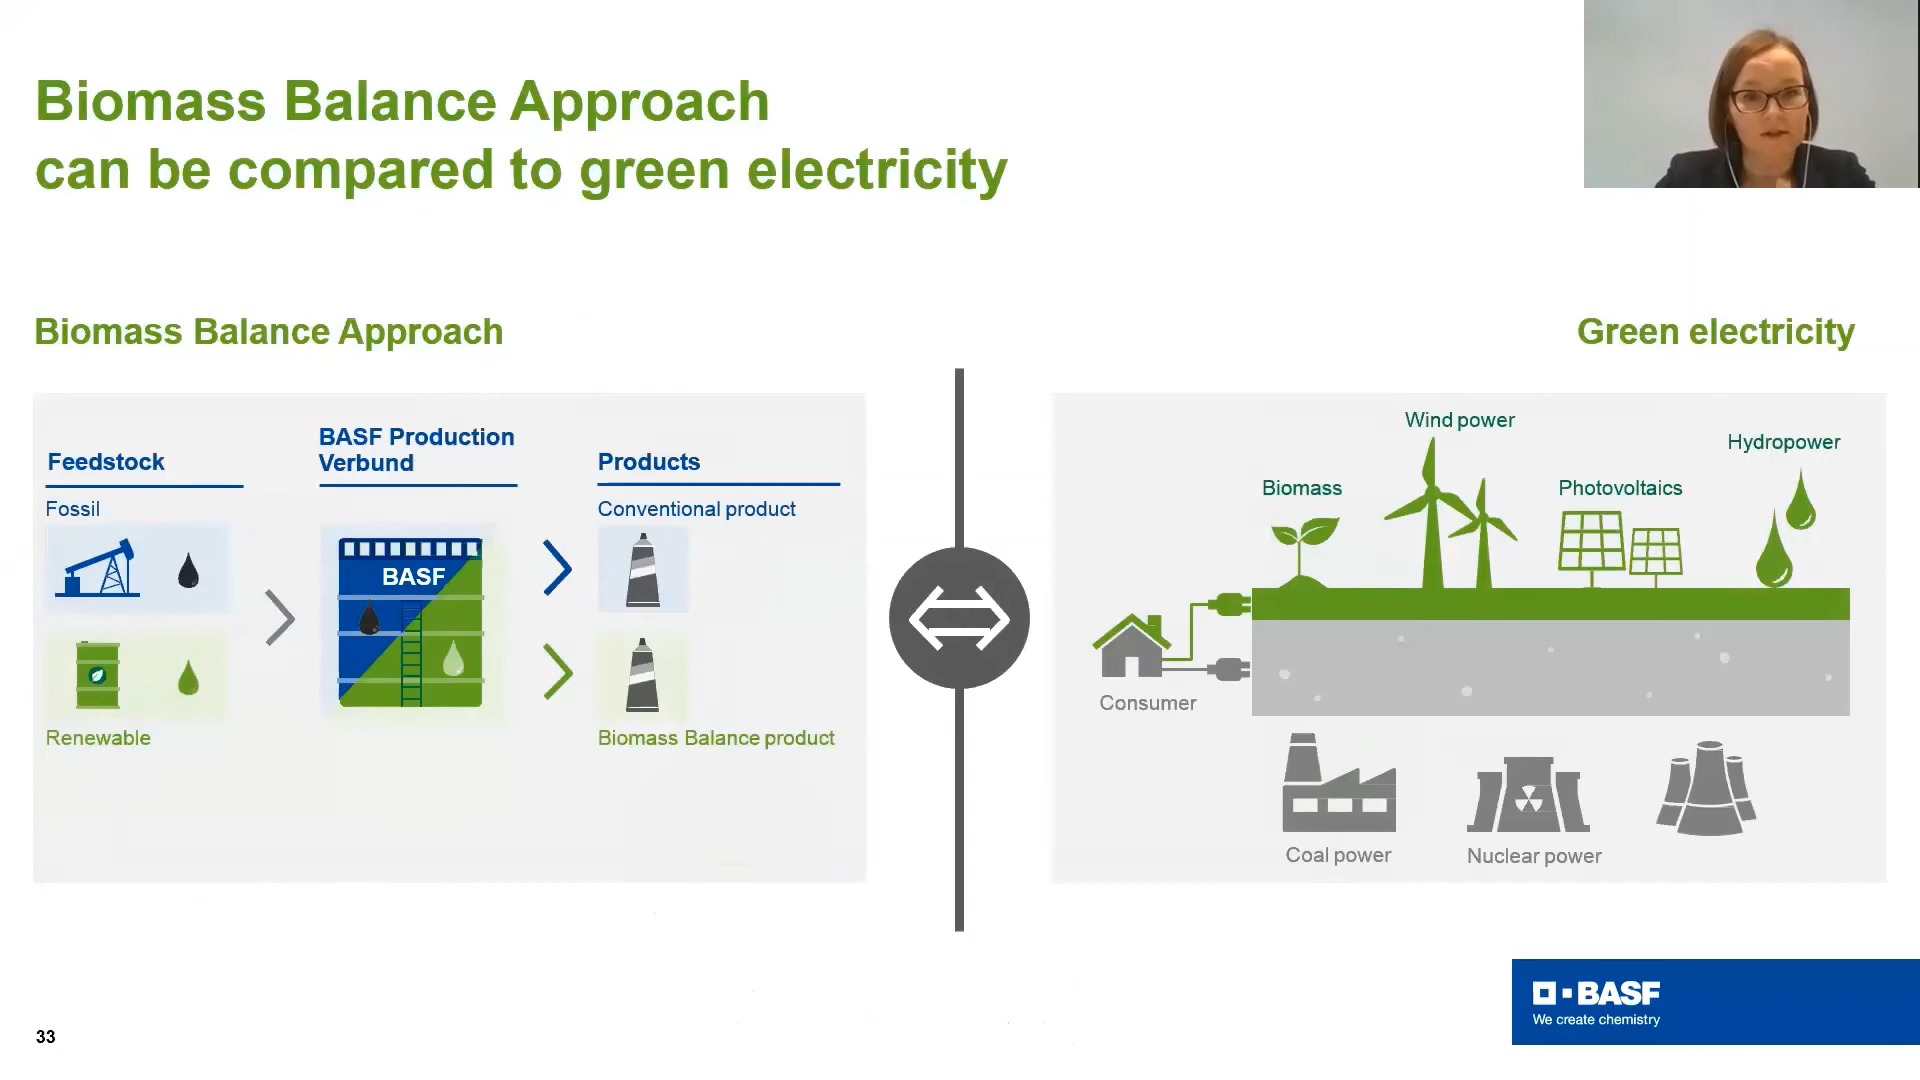 Biomass Balance Approach
can be compared to green electricity
Biomass Balance Approach
Feedstock
BASF Production
Verbund
Products
Fossil
Conventional product
BASF
Renewable
Biomass Balance product
Green electricity
Wind power
Hydropower
Biomass
Photovoltaics
Consumer
Coal power
Nuclear power
BASF
We create chemistry
33